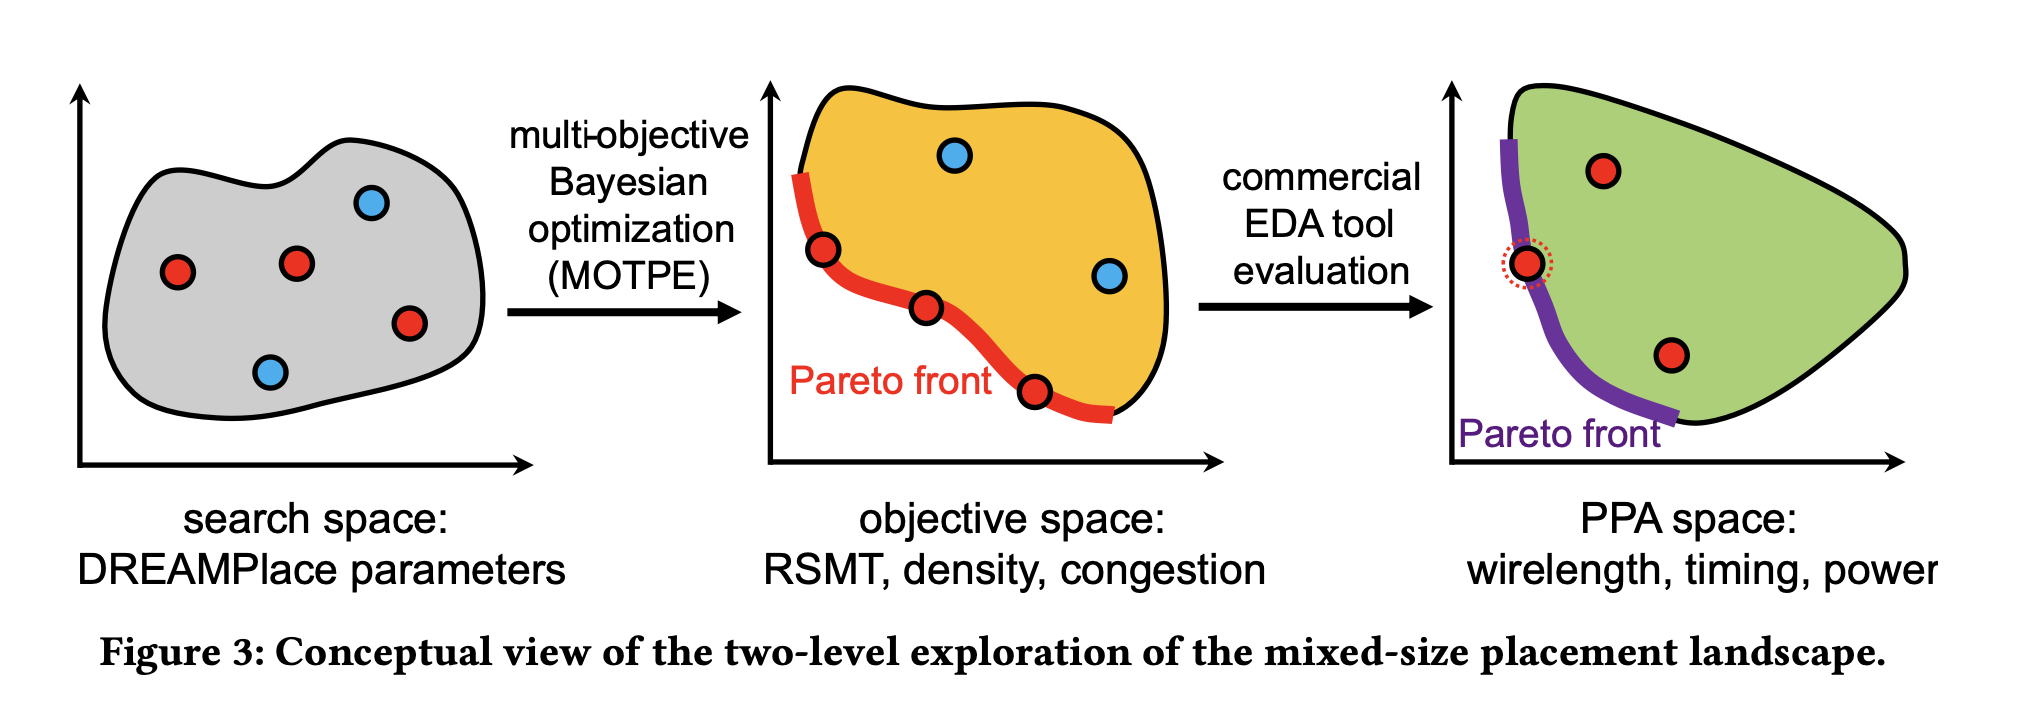 multi-objective
Bayesian
optimization
(MOTPE)
commercial
EDA tool
evaluation
Pareto front
Pareto front
search space:
DREAMPlace parameters
objective space:
RSMT, density, congestion
PPA space:
wirelength, timing, power
Figure 3: Conceptual view of the two-level exploration of the mixed-size placement landscape.